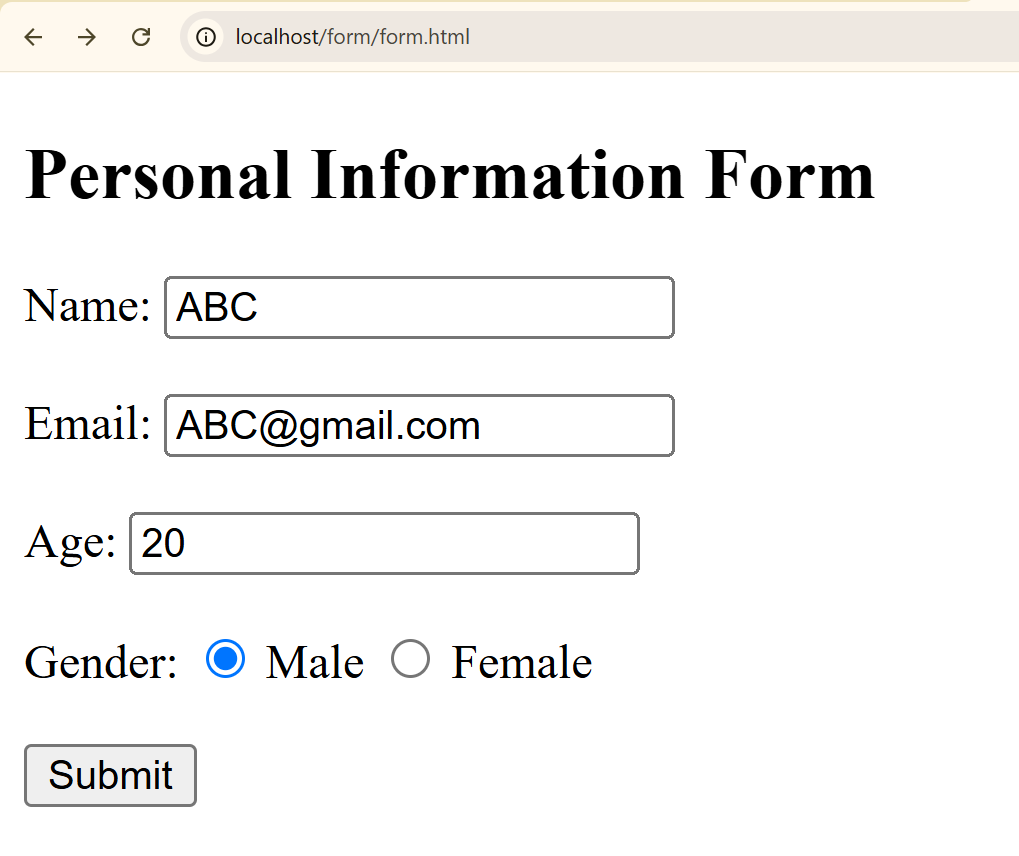 localhost/form/form.html
Personal Information Form
Name: ABC
Email: ABC@gmail.com
Age: 20
Gender: Male Female
Submit